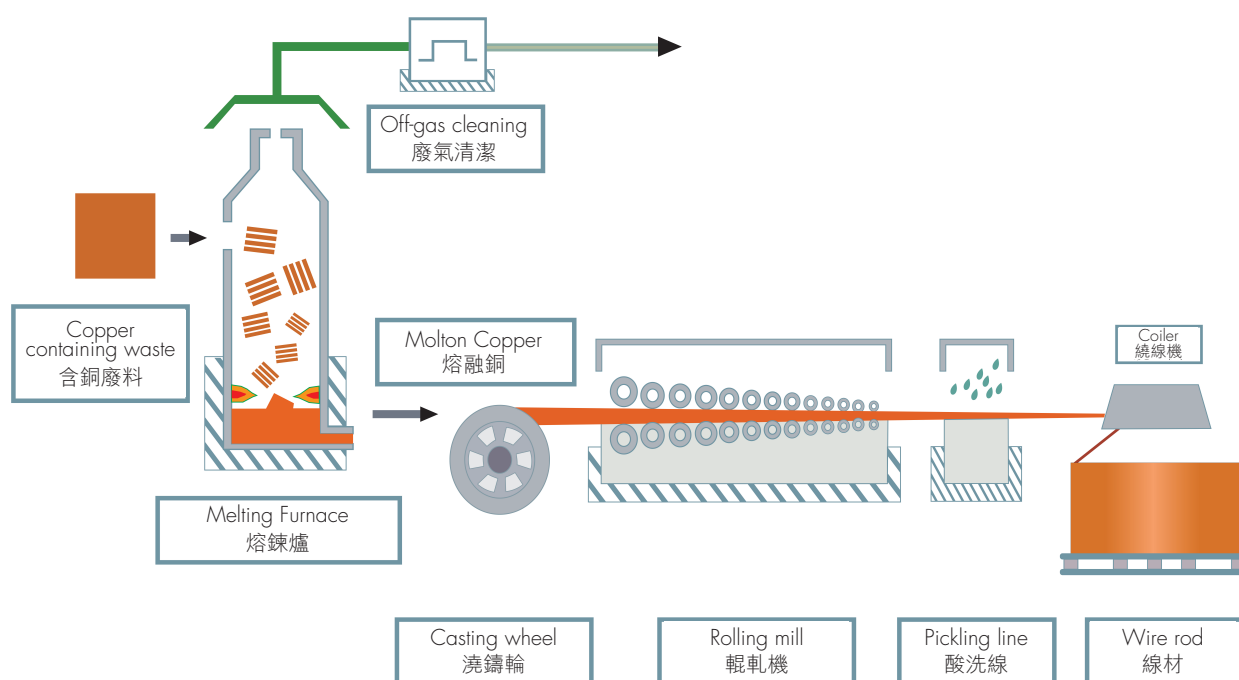 Off-gas cleaning
廢氣清潔
Copper
containing waste
含銅廢料
Molton Copper
熔融銅
Coiler
繞線機
Melting Furnace
熔鍊爐
Casting wheel
澆鑄輪
Rolling mill
輥軋機
Pickling line
酸洗線
Wire rod
線材